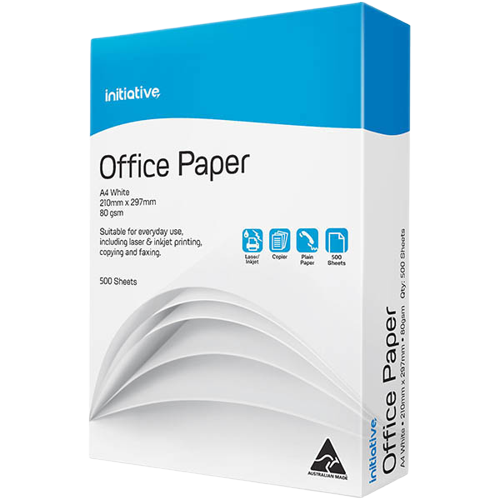 initiative
Office Paper
A4 White
210mm x 297mm
80 gsm
Suitable for everyday use,
including laser & inkjet printing,
copying and faxing.
500 Sheets
Laser/
Inkjet
Copier
Plain
Paper
500
Sheets
AUSTRALIAN MADE
initiative
Office Paper
A4 White • 210mm x 297mm • 80gsm Qty: 500 Sheets